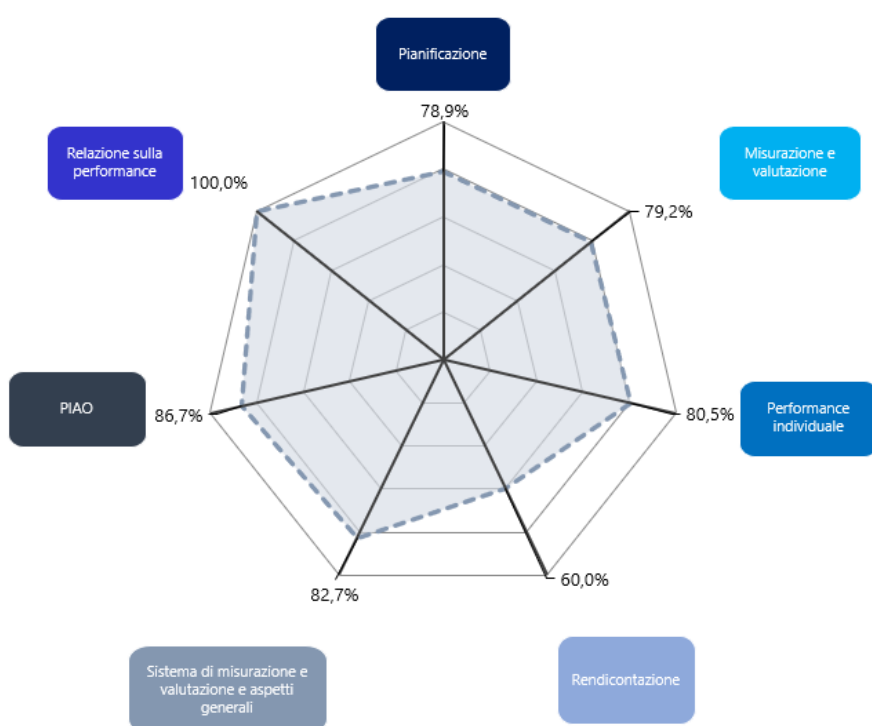 Pianificazione
78,9%
Relazione sulla
performance
100,0%
Misurazione e
valutazione
79,2%
PIAO
86,7%
80,5%
Performance
individuale
82,7%
60,0%
Sistema di misurazione e
valutazione e aspetti
generali
Rendicontazione